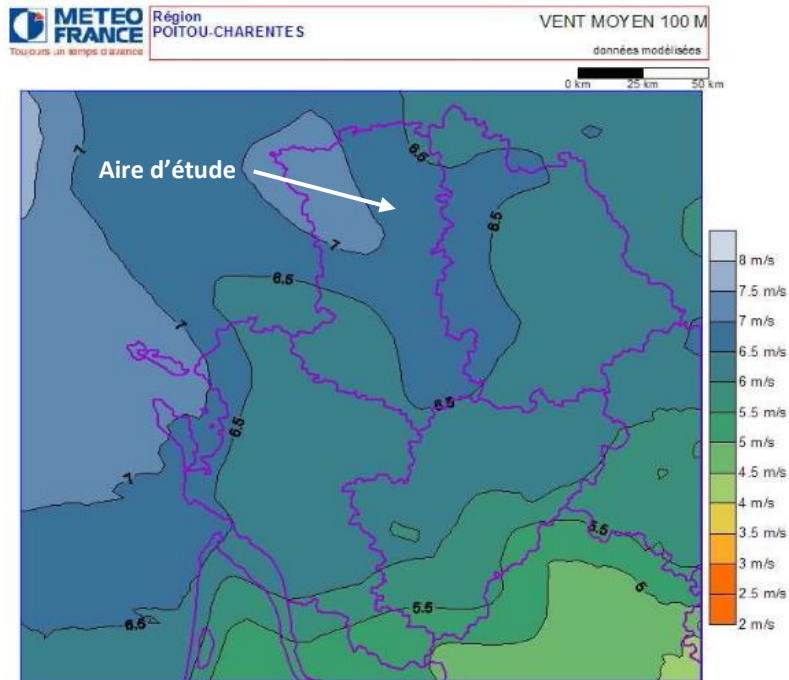 METEO
FRANCE
Toujours un temps d'avance
Région
POITOU-CHARENTES
VENT MOYEN 100 M
données modélisées
0 km 25 km 50 km
Aire d'étude
7
6.5
7
6.5
6.5
7
6.5
6.5
7
5.5
5
5.5
6.5
8 m/s
7.5 m/s
7 m/s
6.5 m/s
6 m/s
5.5 m/s
5 m/s
4.5 m/s
4 m/s
3.5 m/s
3 m/s
2.5 m/s
2 m/s